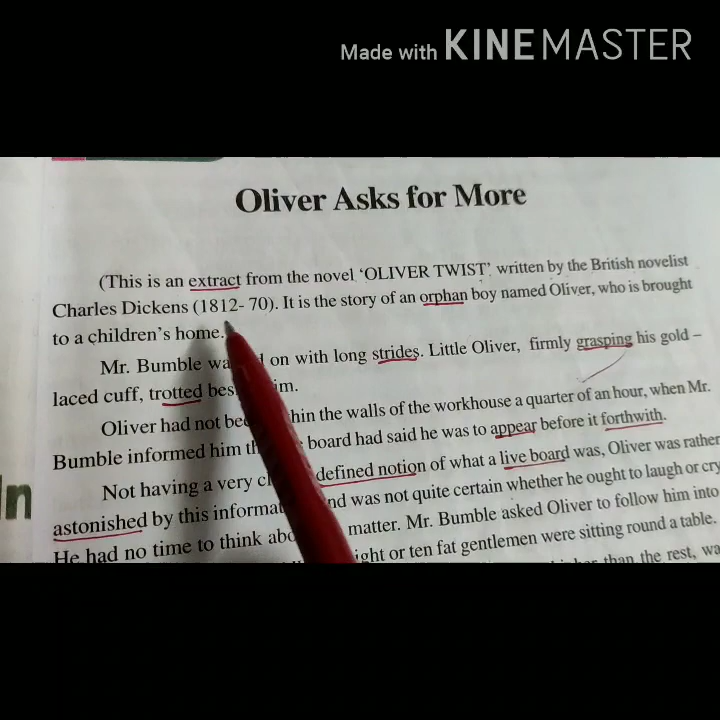 Made with KINEMASTER
Oliver Asks for More
(This is an extract from the novel 'OLIVER TWIST', written by the British novelist
Charles Dickens (1812- 70). It is the story of an orphan boy named Oliver, who is brought
to a children's home.
Mr. Bumble on with long strides. Little Oliver, firmly grasping his gold –
laced cuff, trotted
Oliver had not the walls of the workhouse a quarter of an hour, when Mr.
Bumble informed him board had said he was to appear before it forthwith.
Not having a very defined notion of what a live board was, Oliver was rather
astonished by this was not quite certain whether he ought to laugh or cry
He had no time to think matter. Mr. Bumble asked Oliver to follow him into
or ten fat gentlemen were sitting round a table.
than the rest,
In